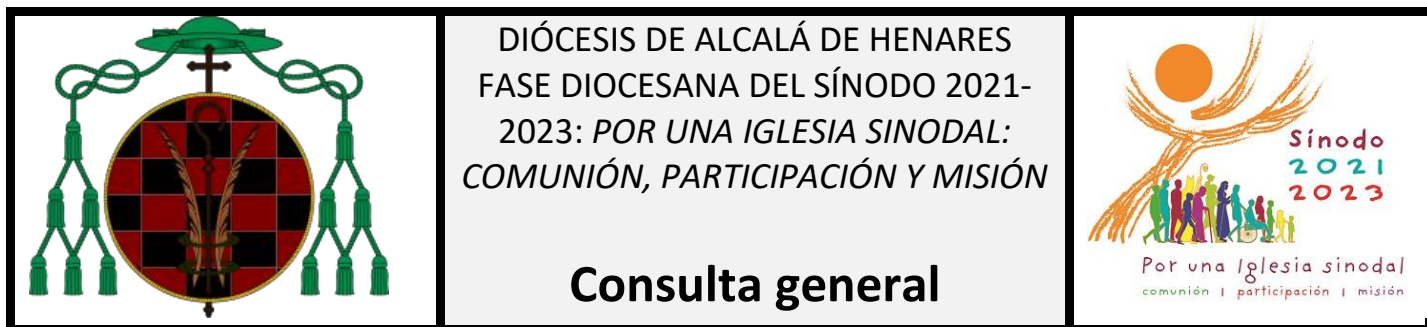 DIÓCESIS DE ALCALÁ DE HENARES
FASE DIOCESANA DEL SÍNODO 2021-
2023: POR UNA IGLESIA SINODAL:
COMUNIÓN, PARTICIPACIÓN Y MISIÓN
Consulta general
Sínodo
2021
2023
Por una Iglesia sinodal
comunión | participación | misión